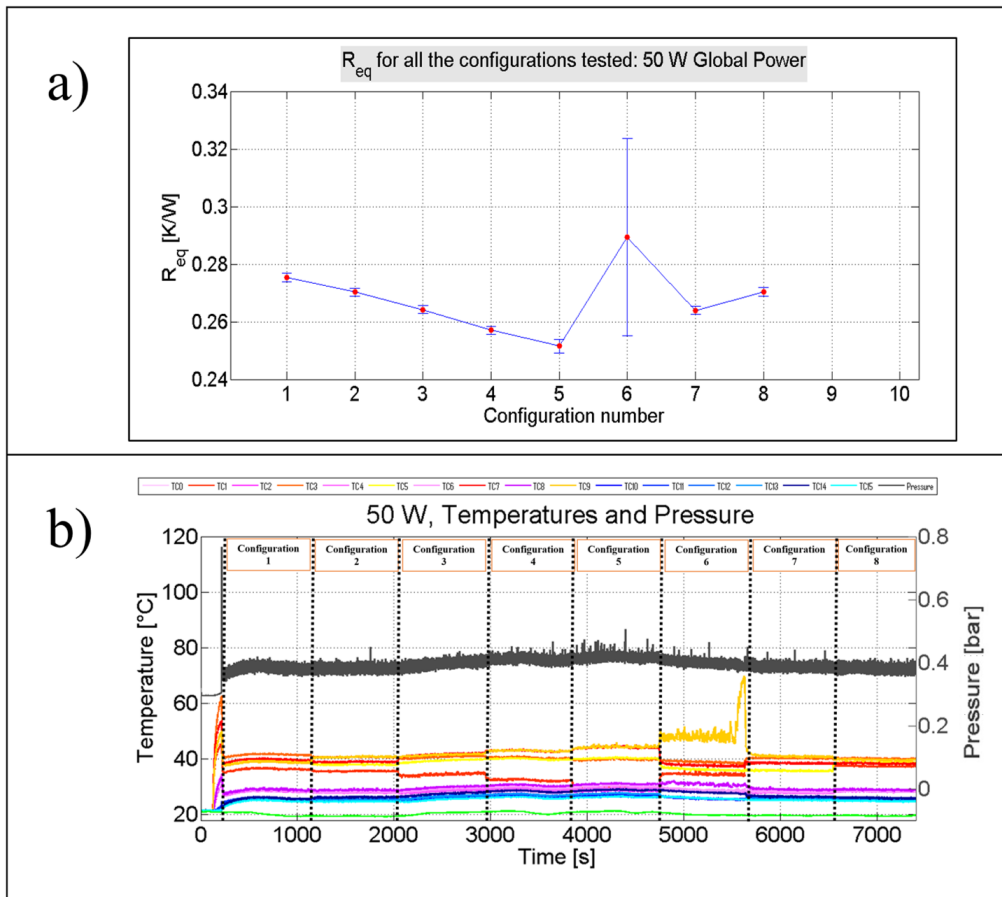 a)
R_eq for all the configurations tested: 50 W Global Power
0.34
0.32
0.3
0.28
0.26
0.24
R_eq [K/W]
1 2 3 4 5 6 7 8 9 10
Configuration number
b)
TC0 TC1 TC2 TC3 TC4 TC5 TC6 TC7 TC8 TC9 TC10 TC11 TC12 TC13 TC14 TC15 Pressure
50 W, Temperatures and Pressure
Configuration 1
Configuration 2
Configuration 3
Configuration 4
Configuration 5
Configuration 6
Configuration 7
Configuration 8
120
100
80
60
40
20
Temperature [°C]
0.8
0.6
0.4
0.2
0
Pressure [bar]
0 1000 2000 3000 4000 5000 6000 7000
Time [s]